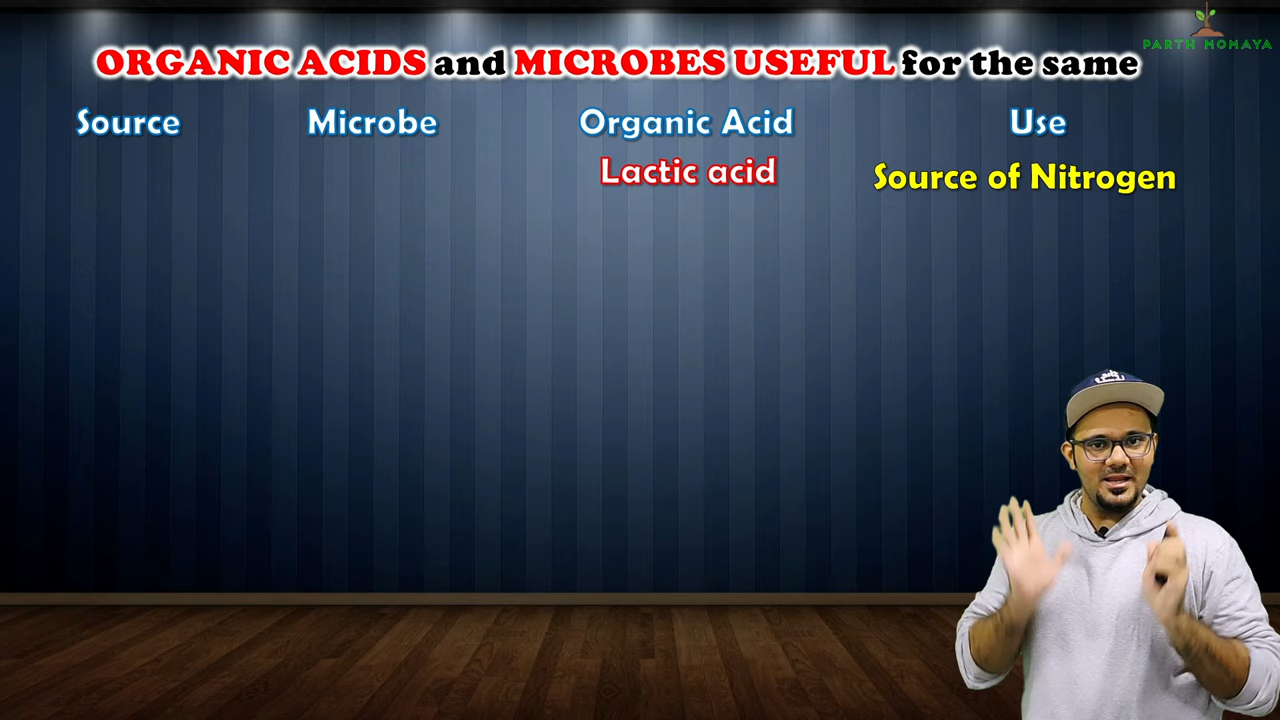 PARTH MOMAYA
ORGANIC ACIDS and MICROBES USEFUL for the same
Source Microbe Organic Acid Use
Lactic acid Source of Nitrogen